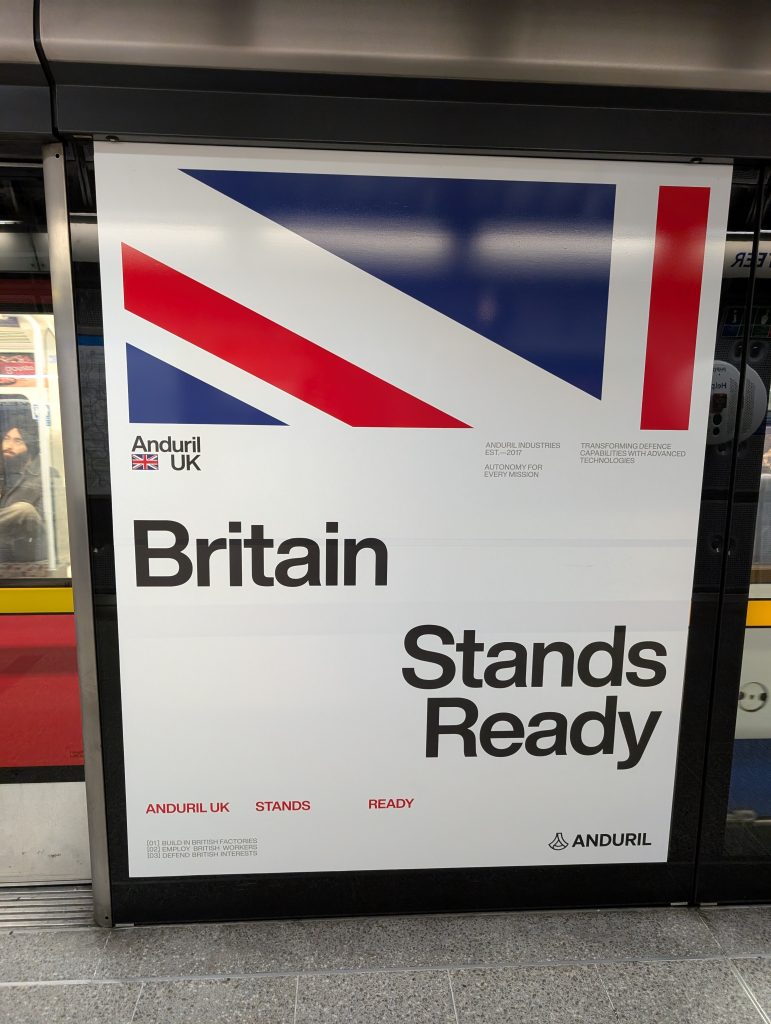 Anduril
UK
ANDURIL INDUSTRIES
EST.—2017
AUTONOMY FOR
EVERY MISSION
TRANSFORMING DEFENCE
CAPABILITIES WITH ADVANCED
TECHNOLOGIES
Britain
Stands
Ready
ANDURIL UK STANDS READY
[01] BUILD IN BRITISH FACTORIES
[02] EMPLOY BRITISH WORKERS
[03] DEFEND BRITISH INTERESTS
ANDURIL
Help